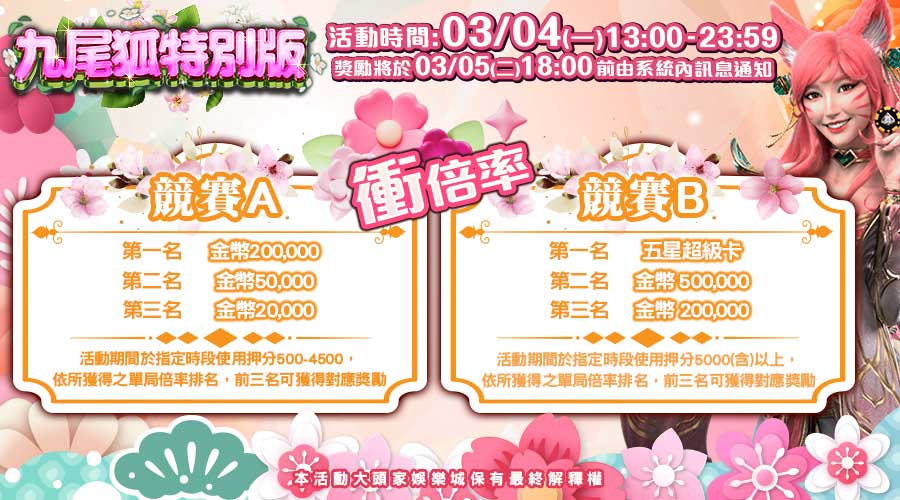 九尾狐特別版
活動時間:03/04(一)13:00-23:59
獎勵將於03/05(二)18:00前由系統內訊息通知
衝倍率
競賽A
第一名 金幣200,000
第二名 金幣50,000
第三名 金幣20,000
活動期間於指定時段使用押分500-4500，
依所獲得之單局倍率排名，前三名可獲得對應獎勵
競賽B
第一名 五星超級卡
第二名 金幣 500,000
第三名 金幣 200,000
活動期間於指定時段使用押分5000(含)以上，
依所獲得之單局倍率排名，前三名可獲得對應獎勵
本活動大頭家娛樂城保有最終解釋權